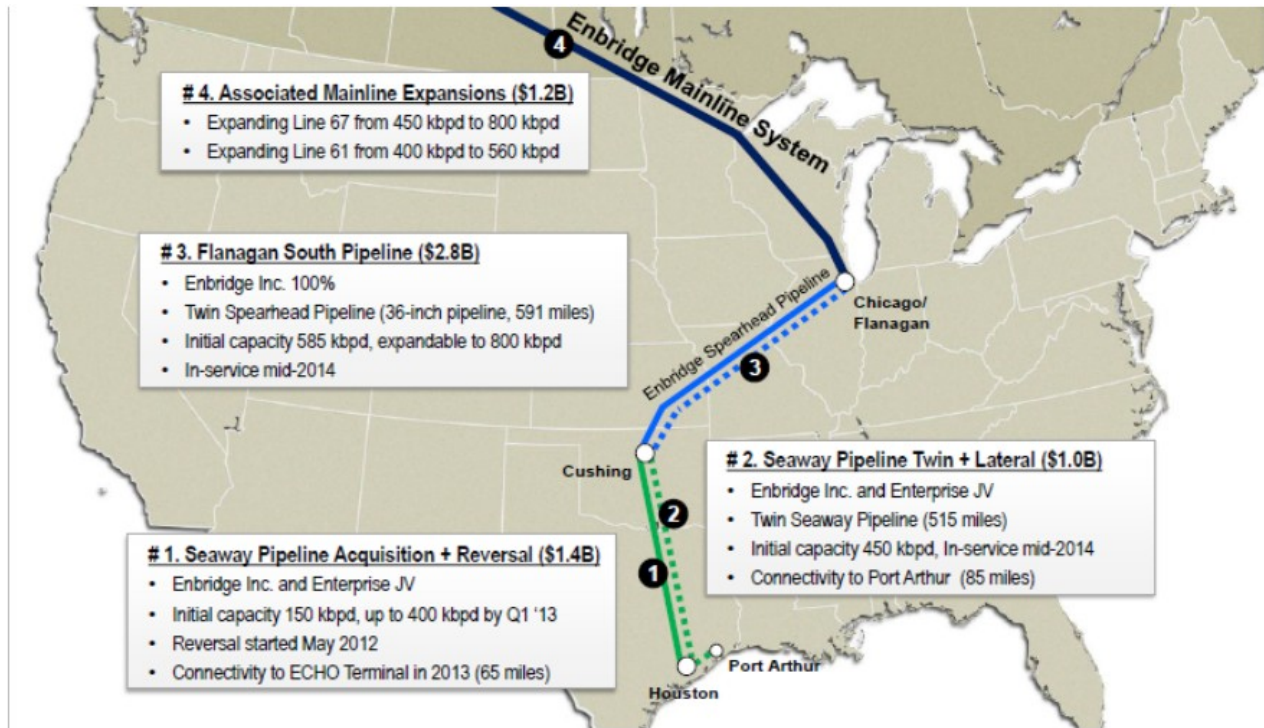 4
Enbridge Mainline System
# 4. Associated Mainline Expansions ($1.2B)
• Expanding Line 67 from 450 kbpd to 800 kbpd
• Expanding Line 61 from 400 kbpd to 560 kbpd
# 3. Flanagan South Pipeline ($2.8B)
• Enbridge Inc. 100%
• Twin Spearhead Pipeline (36-inch pipeline, 591 miles)
• Initial capacity 585 kbpd, expandable to 800 kbpd
• In-service mid-2014
Chicago/
Flanagan
Enbridge Spearhead Pipeline
3
Cushing
# 2. Seaway Pipeline Twin + Lateral ($1.0B)
• Enbridge Inc. and Enterprise JV
• Twin Seaway Pipeline (515 miles)
• Initial capacity 450 kbpd, In-service mid-2014
• Connectivity to Port Arthur (85 miles)
2
# 1. Seaway Pipeline Acquisition + Reversal ($1.4B)
• Enbridge Inc. and Enterprise JV
• Initial capacity 150 kbpd, up to 400 kbpd by Q1 '13
• Reversal started May 2012
• Connectivity to ECHO Terminal in 2013 (65 miles)
1
Port Arthur
Houston